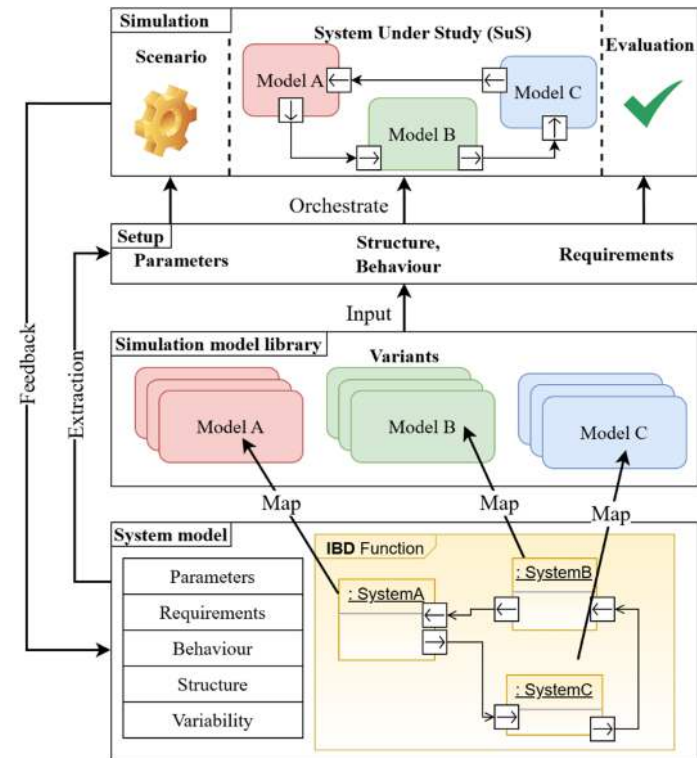 Simulation
System Under Study (SuS)
Scenario
Evaluation
Model A
Model C
Model B
Orchestrate
Setup
Parameters
Structure,
Behaviour
Requirements
Input
Simulation model library
Variants
Model A
Model B
Model C
Feedback
Extraction
Map
Map
Map
System model
IBD Function
Parameters
Requirements
Behaviour
Structure
Variability
: SystemA
: SystemB
: SystemC